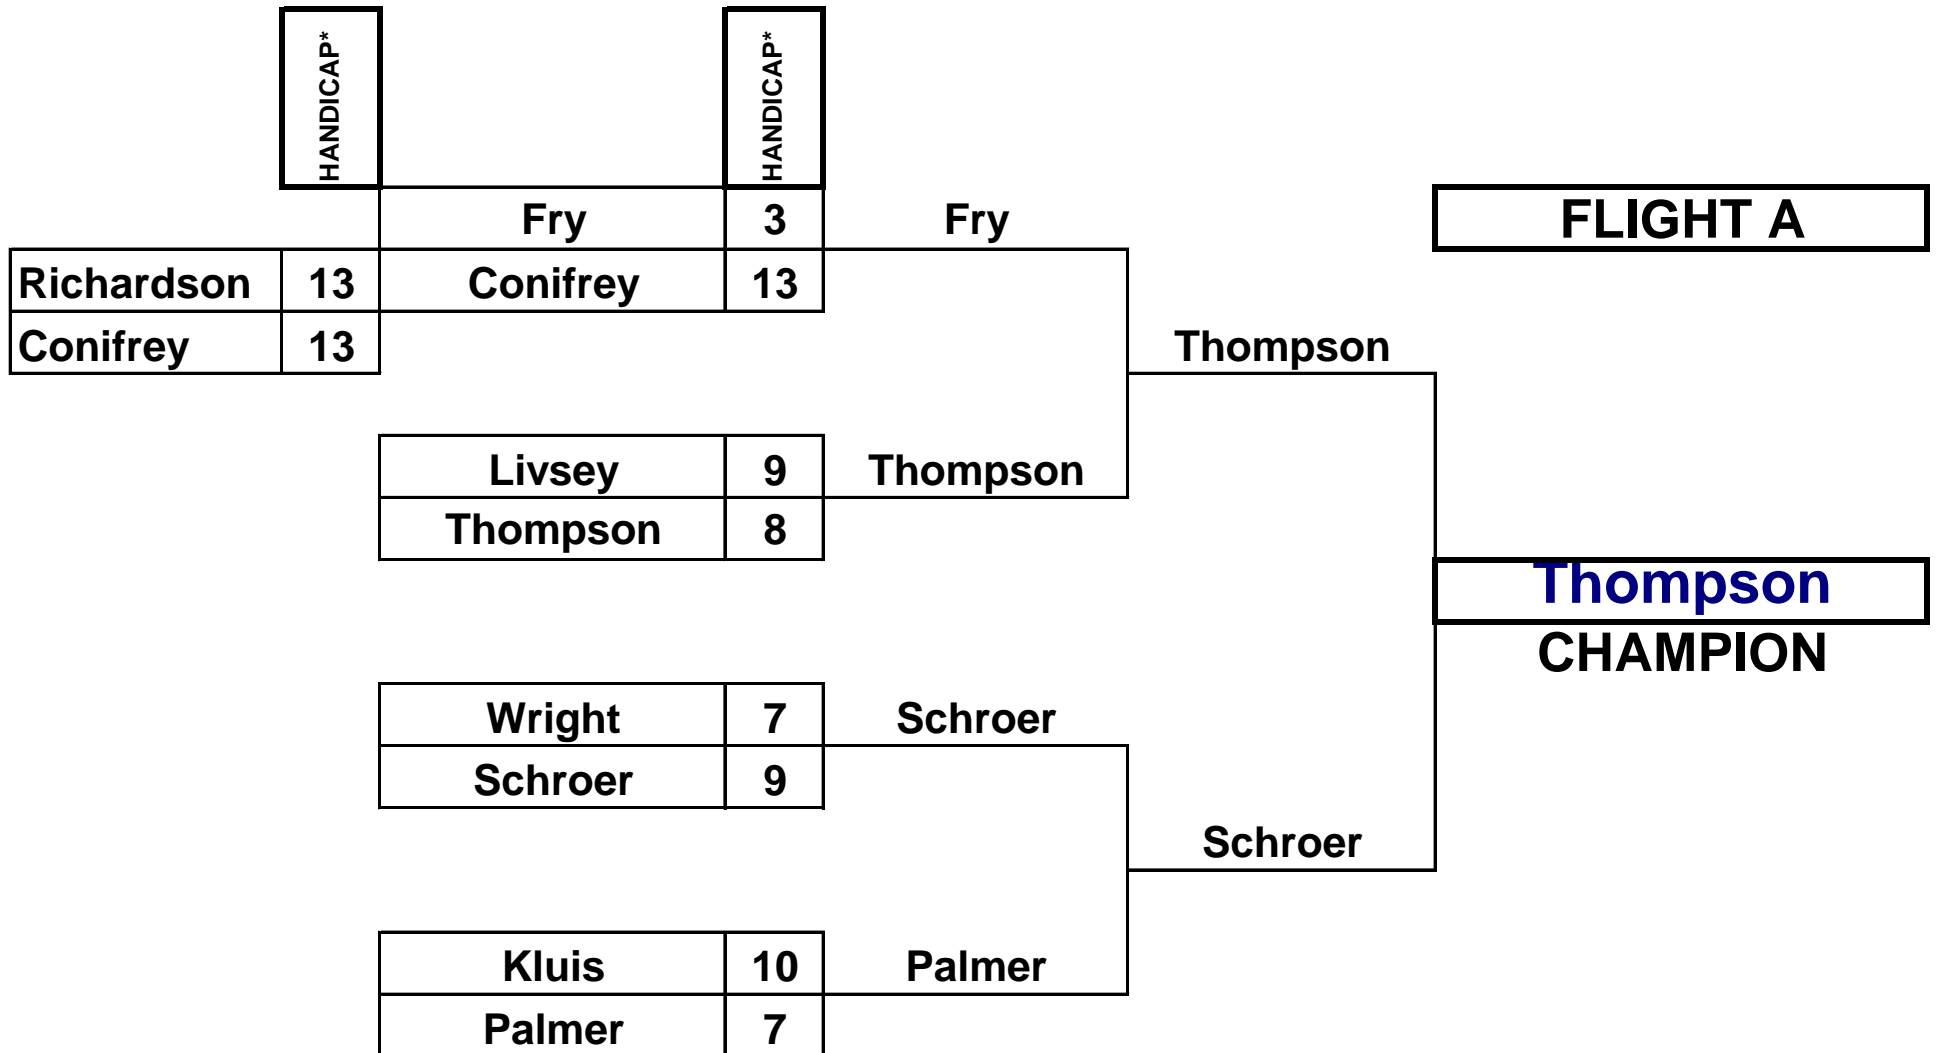 HANDICAP* HANDICAP*
Fry 3 Fry FLIGHT A
Richardson 13 Conifrey 13
Conifrey 13 Thompson
Livsey 9 Thompson
Thompson 8
Thompson
CHAMPION
Wright 7 Schroer
Schroer 9
Schroer
Kluis 10 Palmer
Palmer 7